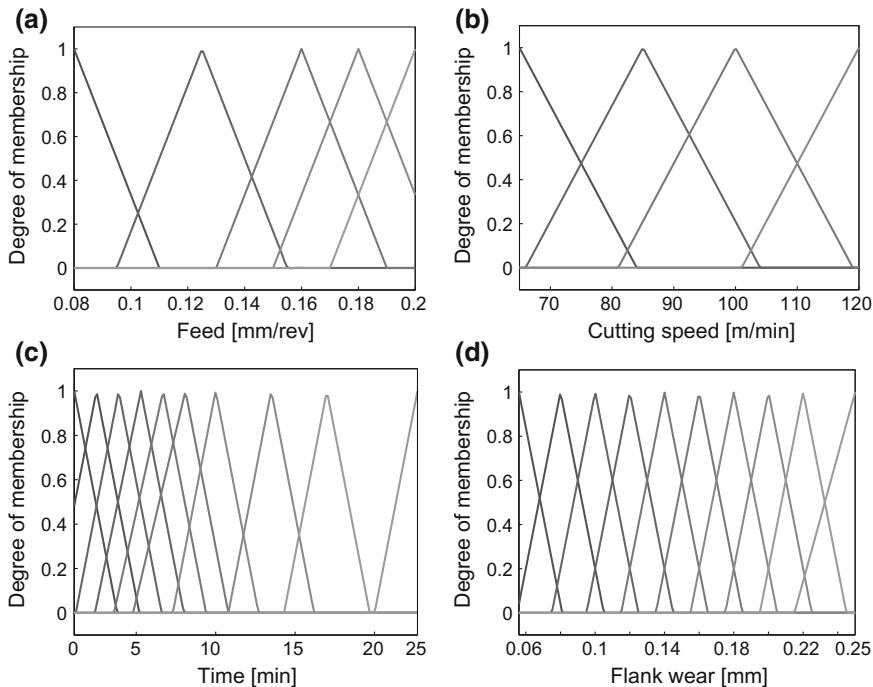 (a)
Degree of membership
1
0.8
0.6
0.4
0.2
0
0.08 0.1 0.12 0.14 0.16 0.18 0.2
Feed [mm/rev]
(b)
Degree of membership
1
0.8
0.6
0.4
0.2
0
70 80 90 100 110 120
Cutting speed [m/min]
(c)
Degree of membership
1
0.8
0.6
0.4
0.2
0
0 5 10 15 20 25
Time [min]
(d)
Degree of membership
1
0.8
0.6
0.4
0.2
0
0.06 0.1 0.14 0.18 0.22 0.25
Flank wear [mm]